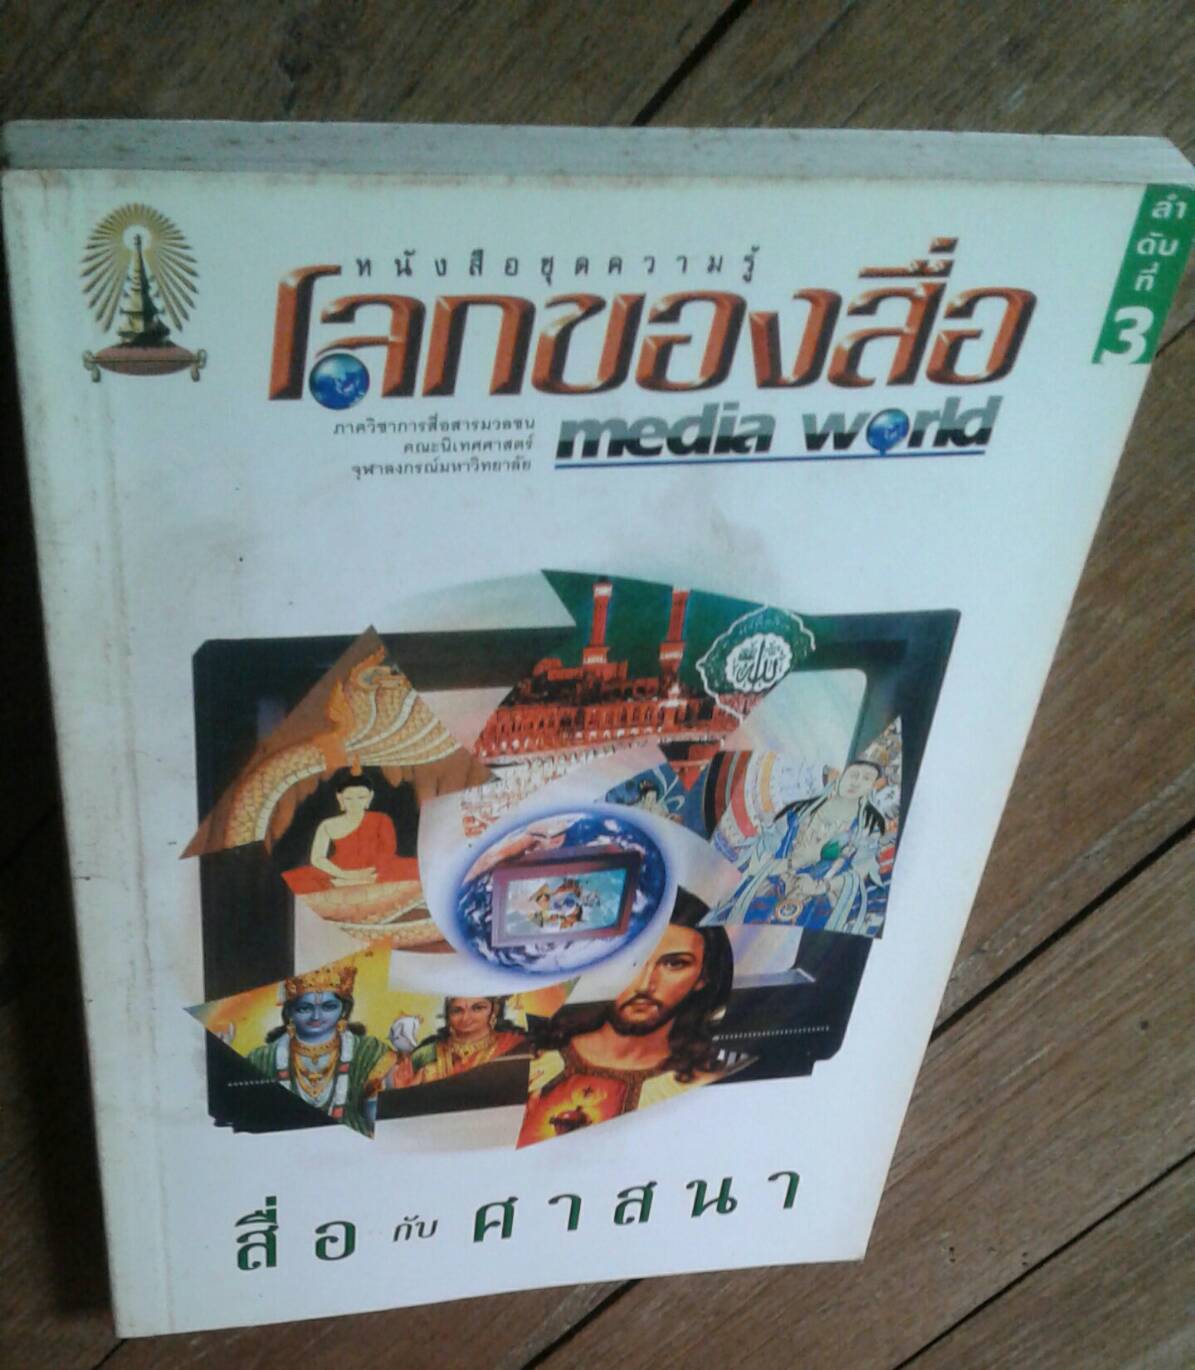 หนังสือชุดความรู้
โลกของสื่อ
media world
ภาควิชาการสื่อสารมวลชน
คณะนิเทศศาสตร์
จุฬาลงกรณ์มหาวิทยาลัย
ลำ
ดับ
ที่
3
สื่อ กับ ศาสนา